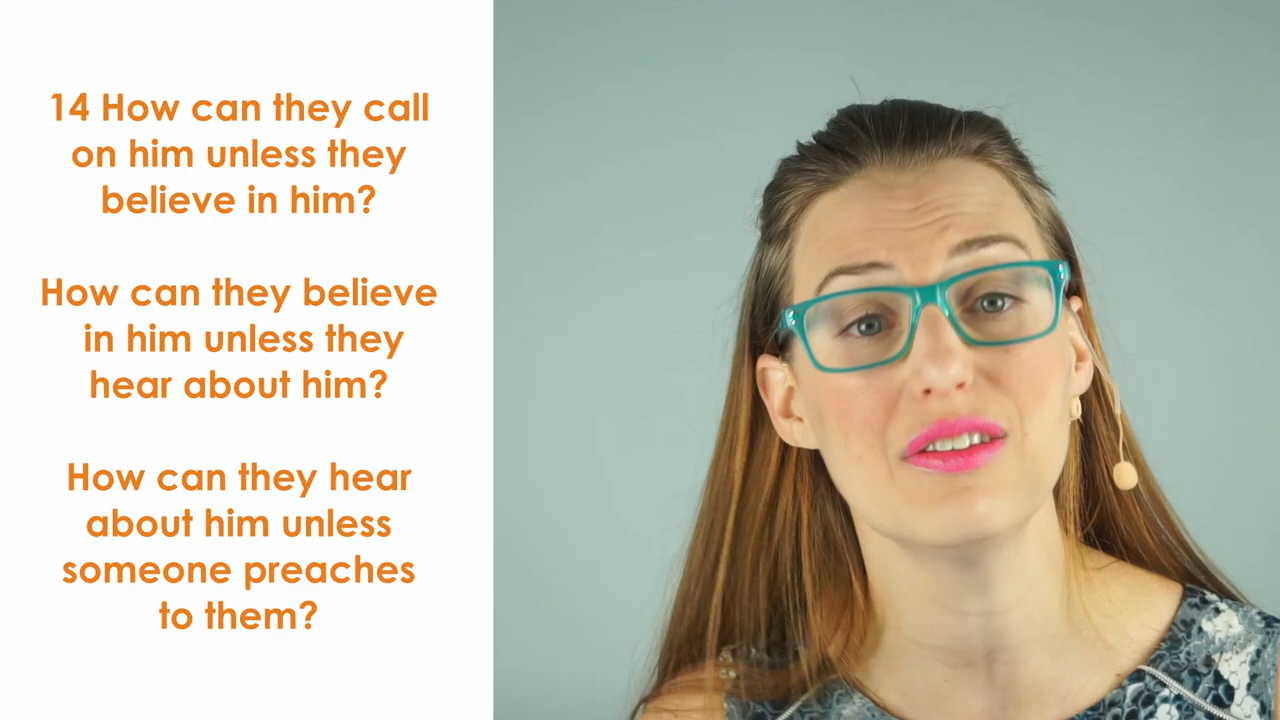 14 How can they call
on him unless they
believe in him?
How can they believe
in him unless they
hear about him?
How can they hear
about him unless
someone preaches
to them?